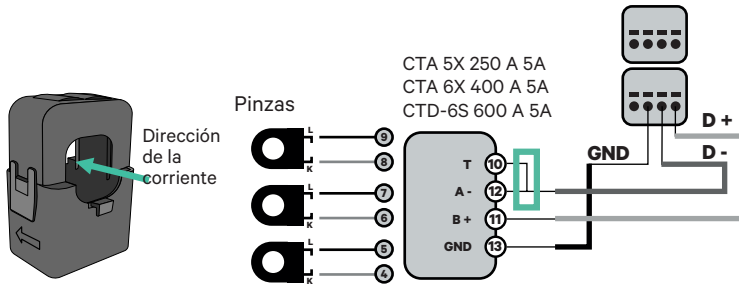 Dirección
de la
corriente
Pinzas
L
K
L
K
L
K
9
8
7
6
5
4
CTA 5X 250 A 5A
CTA 6X 400 A 5A
CTD-6S 600 A 5A
T 10
A - 12
B + 11
GND 13
GND
D +
D -